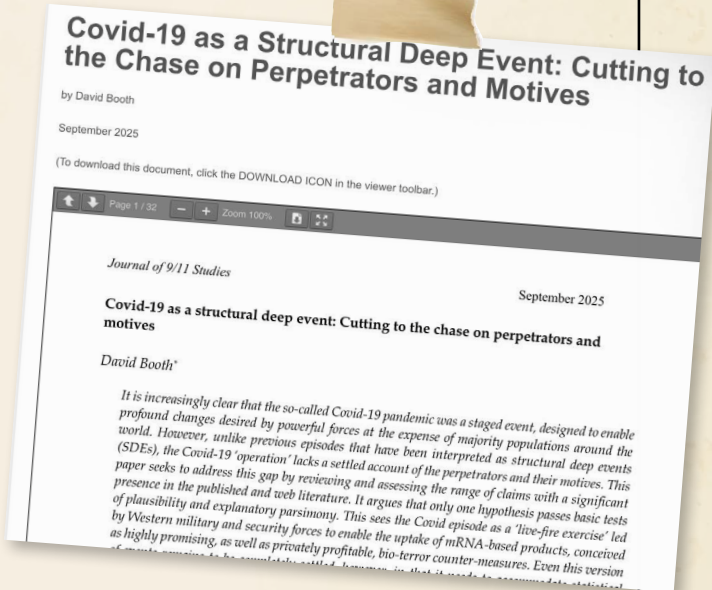 Covid-19 as a Structural Deep Event: Cutting to
the Chase on Perpetrators and Motives
by David Booth
September 2025
(To download this document, click the DOWNLOAD ICON in the viewer toolbar.)
Page 1 / 32
Zoom 100%
Journal of 9/11 Studies
September 2025
Covid-19 as a structural deep event: Cutting to the chase on perpetrators and
motives
David Booth*
It is increasingly clear that the so-called Covid-19 pandemic was a staged event, designed to enable
profound changes desired by powerful forces at the expense of majority populations around the
world. However, unlike previous episodes that have been interpreted as structural deep events
(SDEs), the Covid-19 'operation' lacks a settled account of the perpetrators and their motives. This
paper seeks to address this gap by reviewing and assessing the range of claims with a significant
presence in the published and web literature. It argues that only one hypothesis passes basic tests
of plausibility and explanatory parsimony. This sees the Covid episode as a 'live-fire exercise' led
by Western military and security forces to enable the uptake of mRNA-based products, conceived
as highly promising, as well as privately profitable, bio-terror counter-measures. Even this version